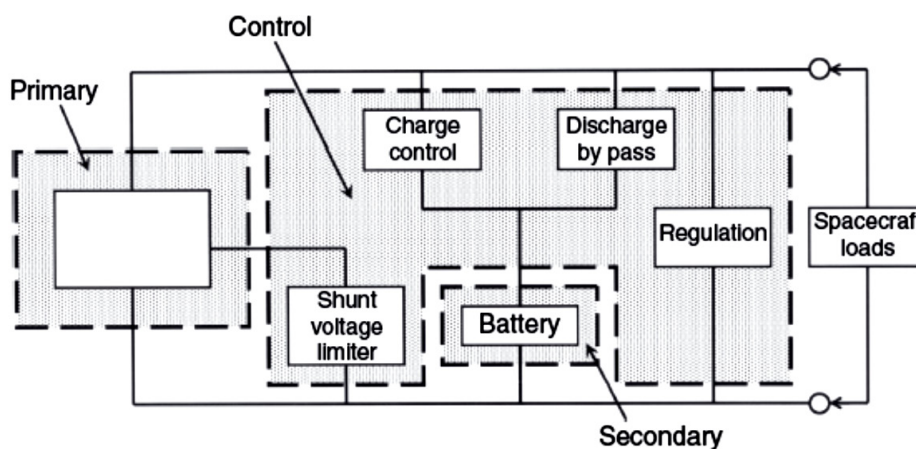 Control
Primary
Charge
control
Discharge
by pass
Regulation
Spacecraf
loads
Shunt
voltage
limiter
Battery
Secondary